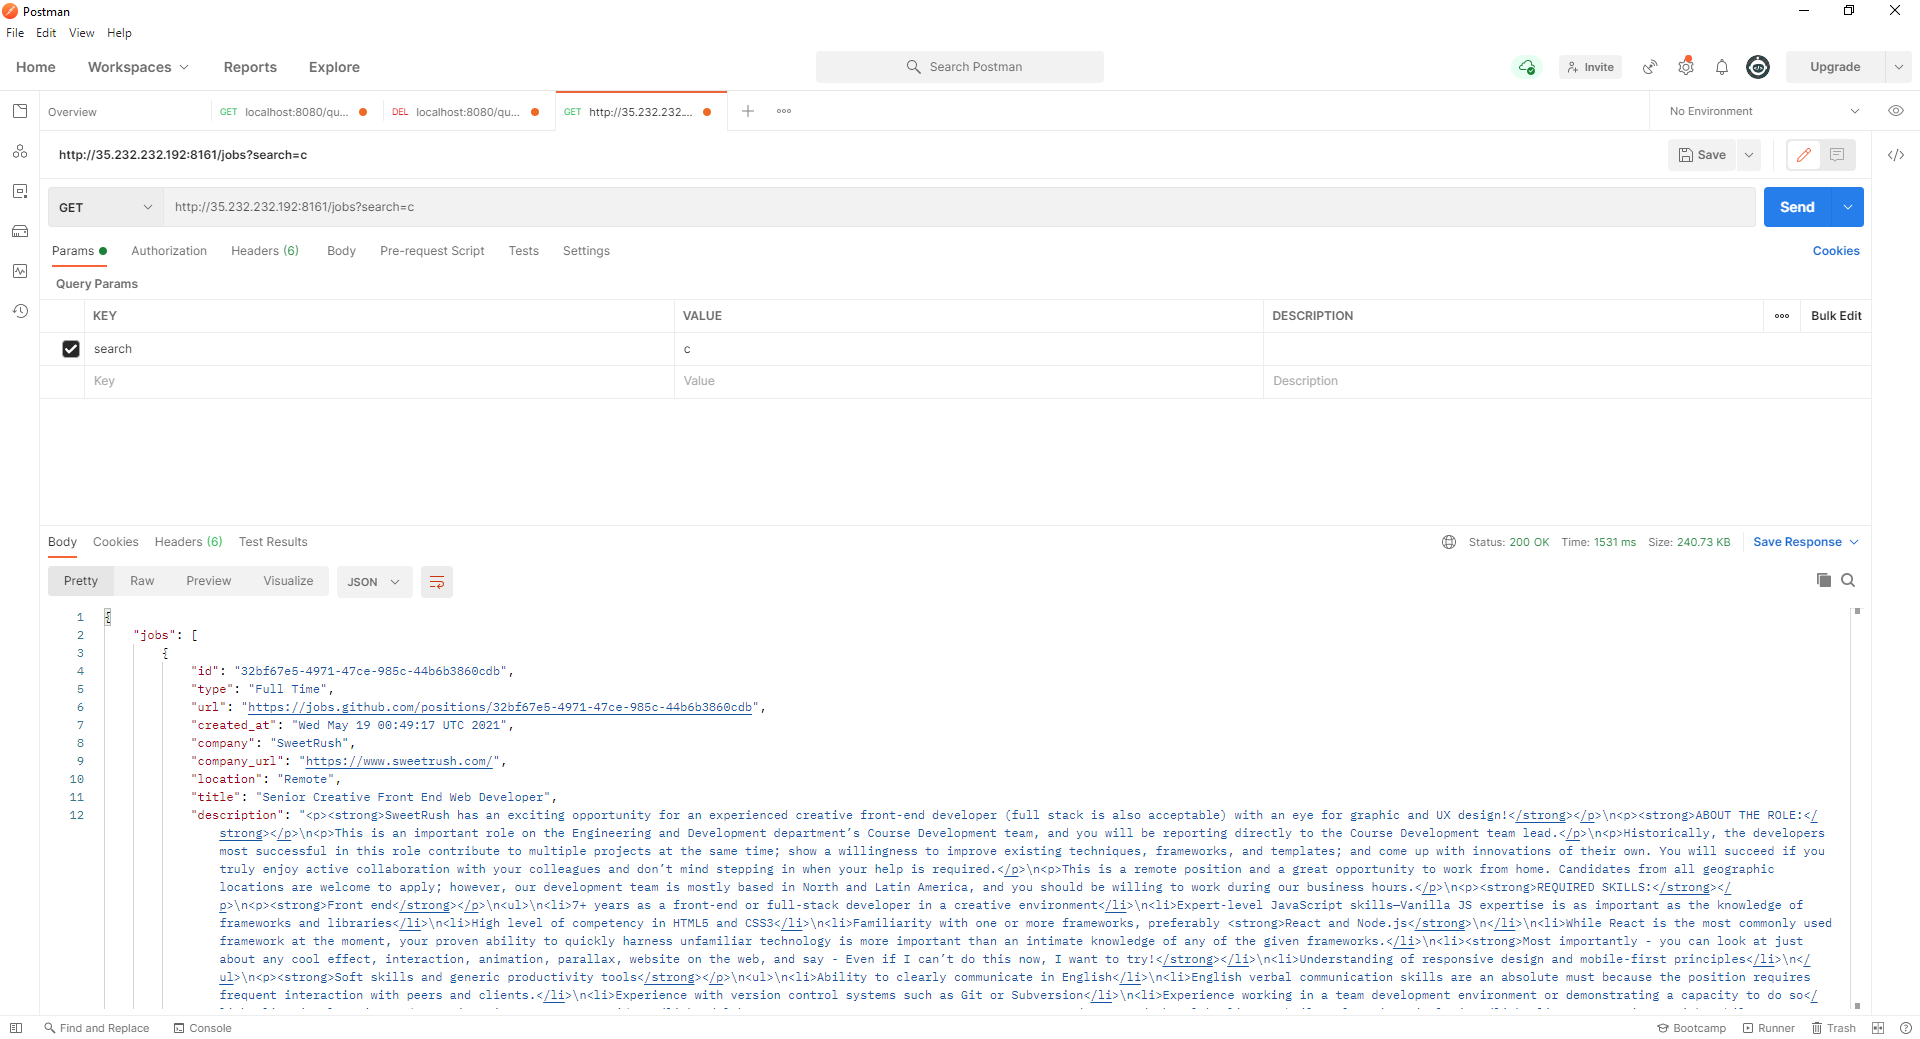 Postman
File Edit View Help
Home Workspaces Reports Explore Search Postman Invite Upgrade
Overview GET localhost:8080/qu... DEL localhost:8080/qu... GET http://35.232.232.... No Environment
http://35.232.232.192:8161/jobs?search=c Save
GET http://35.232.232.192:8161/jobs?search=c Send
Params Authorization Headers (6) Body Pre-request Script Tests Settings Cookies
Query Params
KEY VALUE DESCRIPTION Bulk Edit
search c
Key Value Description
Body Cookies Headers (6) Test Results Status: 200 OK Time: 1531 ms Size: 240.73 KB Save Response
Pretty Raw Preview Visualize JSON
1 {
2 "jobs": [
3 {
4 "id": "32bf67e5-4971-47ce-985c-44b6b3860cdb",
5 "type": "Full Time",
6 "url": "https://jobs.github.com/positions/32bf67e5-4971-47ce-985c-44b6b3860cdb",
7 "created_at": "Wed May 19 00:49:17 UTC 2021",
8 "company": "SweetRush",
9 "company_url": "https://www.sweetrush.com/",
10 "location": "Remote",
11 "title": "Senior Creative Front End Web Developer",
12 "description": "<p><strong>SweetRush has an exciting opportunity for an experienced creative front-end developer (full stack is also acceptable) with an eye for graphic and UX design!</strong></p>\n<p><strong>ABOUT THE ROLE:</
strong></p>\n<p>This is an important role on the Engineering and Development department’s Course Development team, and you will be reporting directly to the Course Development team lead.</p>\n<p>Historically, the developers
most successful in this role contribute to multiple projects at the same time; show a willingness to improve existing techniques, frameworks, and templates; and come up with innovations of their own. You will succeed if you
truly enjoy active collaboration with your colleagues and don’t mind stepping in when your help is required.</p>\n<p>This is a remote position and a great opportunity to work from home. Candidates from all geographic
locations are welcome to apply; however, our development team is mostly based in North and Latin America, and you should be willing to work during our business hours.</p>\n<p><strong>REQUIRED SKILLS:</strong></
p>\n<p><strong>Front end</strong></p>\n<ul>\n<li>7+ years as a front-end or full-stack developer in a creative environment</li>\n<li>Expert-level JavaScript skills—Vanilla JS expertise is as important as the knowledge of
frameworks and libraries</li>\n<li>High level of competency in HTML5 and CSS3</li>\n<li>Familiarity with one or more frameworks, preferably <strong>React and Node.js</strong>\n</li>\n<li>While React is the most commonly used
framework at the moment, your proven ability to quickly harness unfamiliar technology is more important than an intimate knowledge of any of the given frameworks.</li>\n<li><strong>Most importantly - you can look at just
about any cool effect, interaction, animation, parallax, website on the web, and say - Even if I can’t do this now, I want to try!</strong></li>\n<li>Understanding of responsive design and mobile-first principles</li>\n</
ul>\n<p><strong>Soft skills and generic productivity tools</strong></p>\n<ul>\n<li>Ability to clearly communicate in English</li>\n<li>English verbal communication skills are an absolute must because the position requires
frequent interaction with peers and clients.</li>\n<li>Experience with version control systems such as Git or Subversion</li>\n<li>Experience working in a team development environment or demonstrating a capacity to do so</
Find and Replace Console Bootcamp Runner Trash